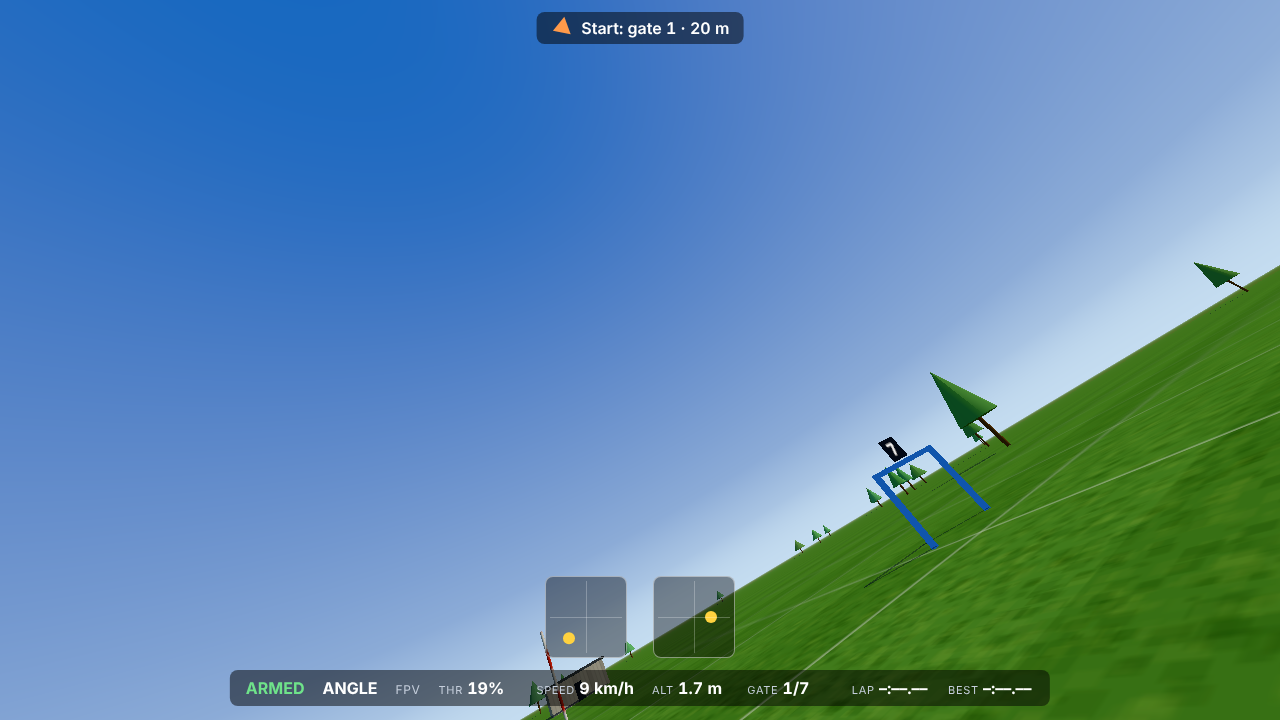 Start: gate 1 · 20 m
7
ARMED ANGLE FPV THR 19% SPEED 9 km/h ALT 1.7 m GATE 1/7 LAP –:––.–– BEST –:––.––